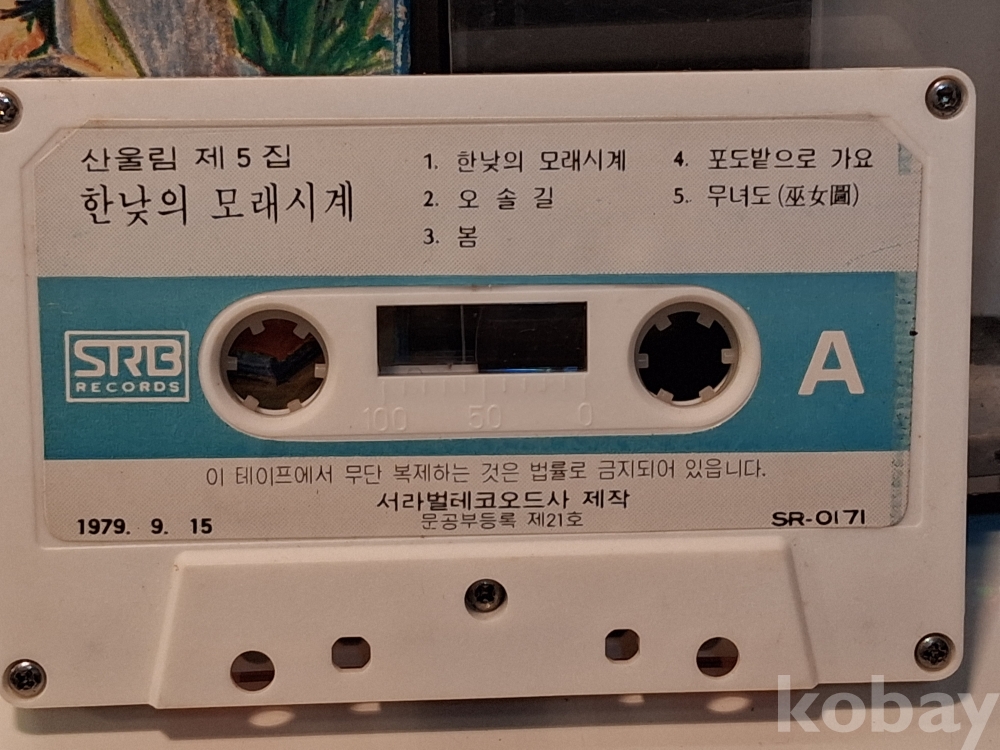 산울림 제 5 집
한낮의 모래시계
1. 한낮의 모래시계
2. 오 솔 길
3. 봄
4. 포도밭으로 가요
5. 무녀도 (巫女圖)
SRB
RECORDS
A
100 50 0
이 테이프에서 무단 복제하는 것은 법률로 금지되어 있읍니다.
서라벌레코오드사 제작
문공부등록 제21호
1979. 9. 15
SR-0171
kobay